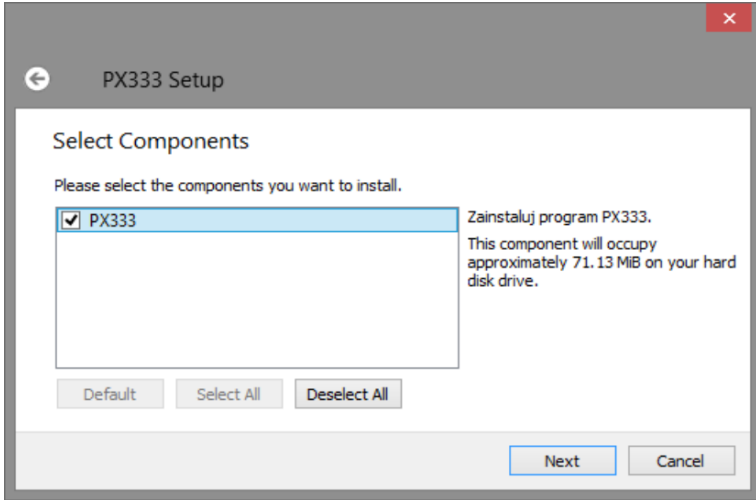 PX333 Setup
Select Components
Please select the components you want to install.
PX333
Zainstaluj program PX333.
This component will occupy
approximately 71.13 MiB on your hard
disk drive.
Default
Select All
Deselect All
Next
Cancel